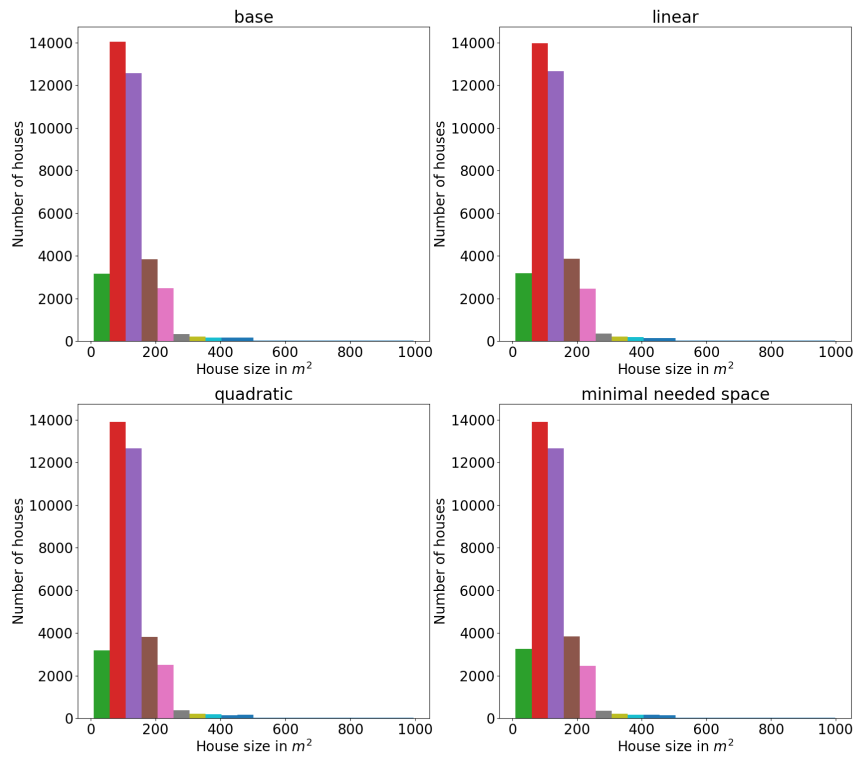 base
14000
12000
10000
8000
6000
4000
2000
0
Number of houses
0 200 400 600 800 1000
House size in m²
linear
14000
12000
10000
8000
6000
4000
2000
0
Number of houses
0 200 400 600 800 1000
House size in m²
quadratic
14000
12000
10000
8000
6000
4000
2000
0
Number of houses
0 200 400 600 800 1000
House size in m²
minimal needed space
14000
12000
10000
8000
6000
4000
2000
0
Number of houses
0 200 400 600 800 1000
House size in m²